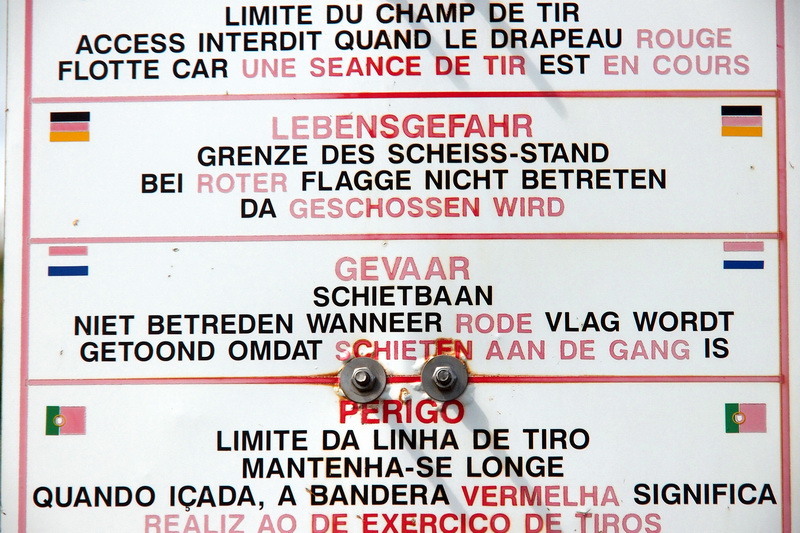 LIMITE DU CHAMP DE TIR
ACCESS INTERDIT QUAND LE DRAPEAU ROUGE
FLOTTE CAR UNE SEANCE DE TIR EST EN COURS
LEBENSGEFAHR
GRENZE DES SCHEISS-STAND
BEI ROTER FLAGGE NICHT BETRETEN
DA GESCHOSSEN WIRD
GEVAAR
SCHIETBAAN
NIET BETREDEN WANNEER RODE VLAG WORDT
GETOOND OMDAT SCHIETEN AAN DE GANG IS
PERIGO
LIMITE DA LINHA DE TIRO
MANTENHA-SE LONGE
QUANDO IÇADA, A BANDERA VERMELHA SIGNIFICA
REALIZ AO DE EXERCICO DE TIROS